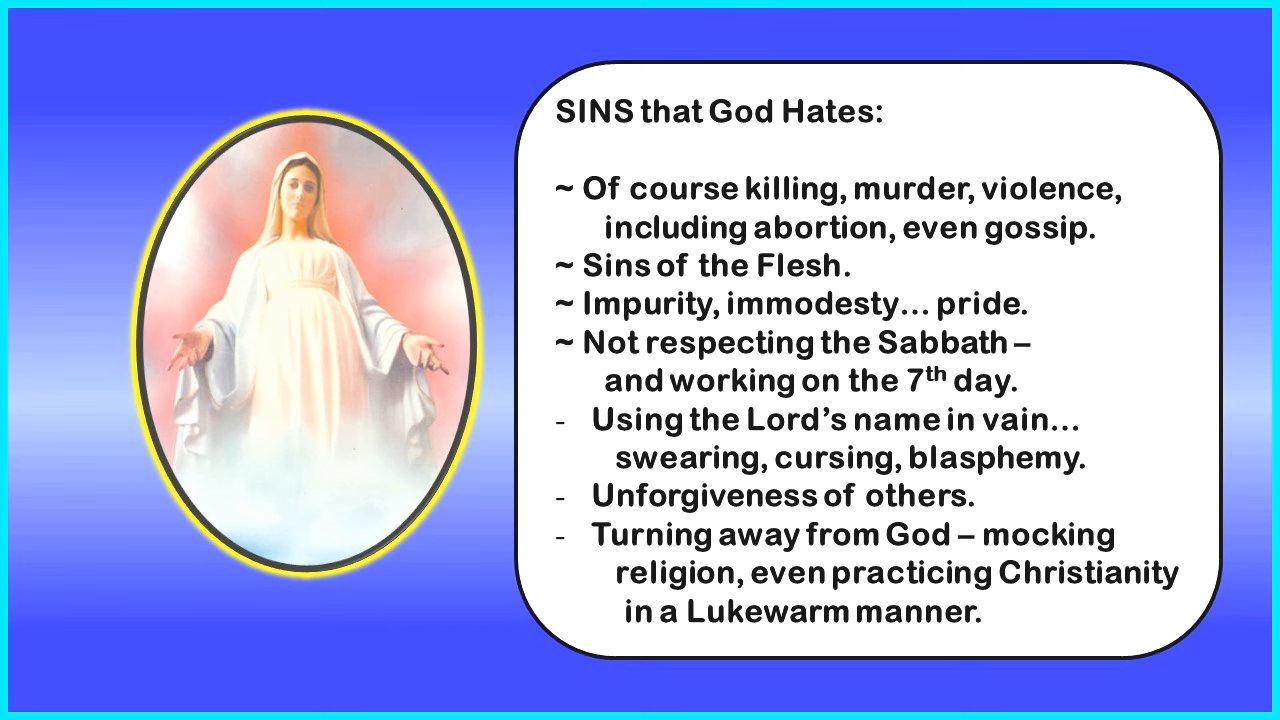 SINS that God Hates:
~ Of course killing, murder, violence,
including abortion, even gossip.
~ Sins of the Flesh.
~ Impurity, immodesty… pride.
~ Not respecting the Sabbath –
and working on the 7th day.
- Using the Lord’s name in vain…
swearing, cursing, blasphemy.
- Unforgiveness of others.
- Turning away from God – mocking
religion, even practicing Christianity
in a Lukewarm manner.